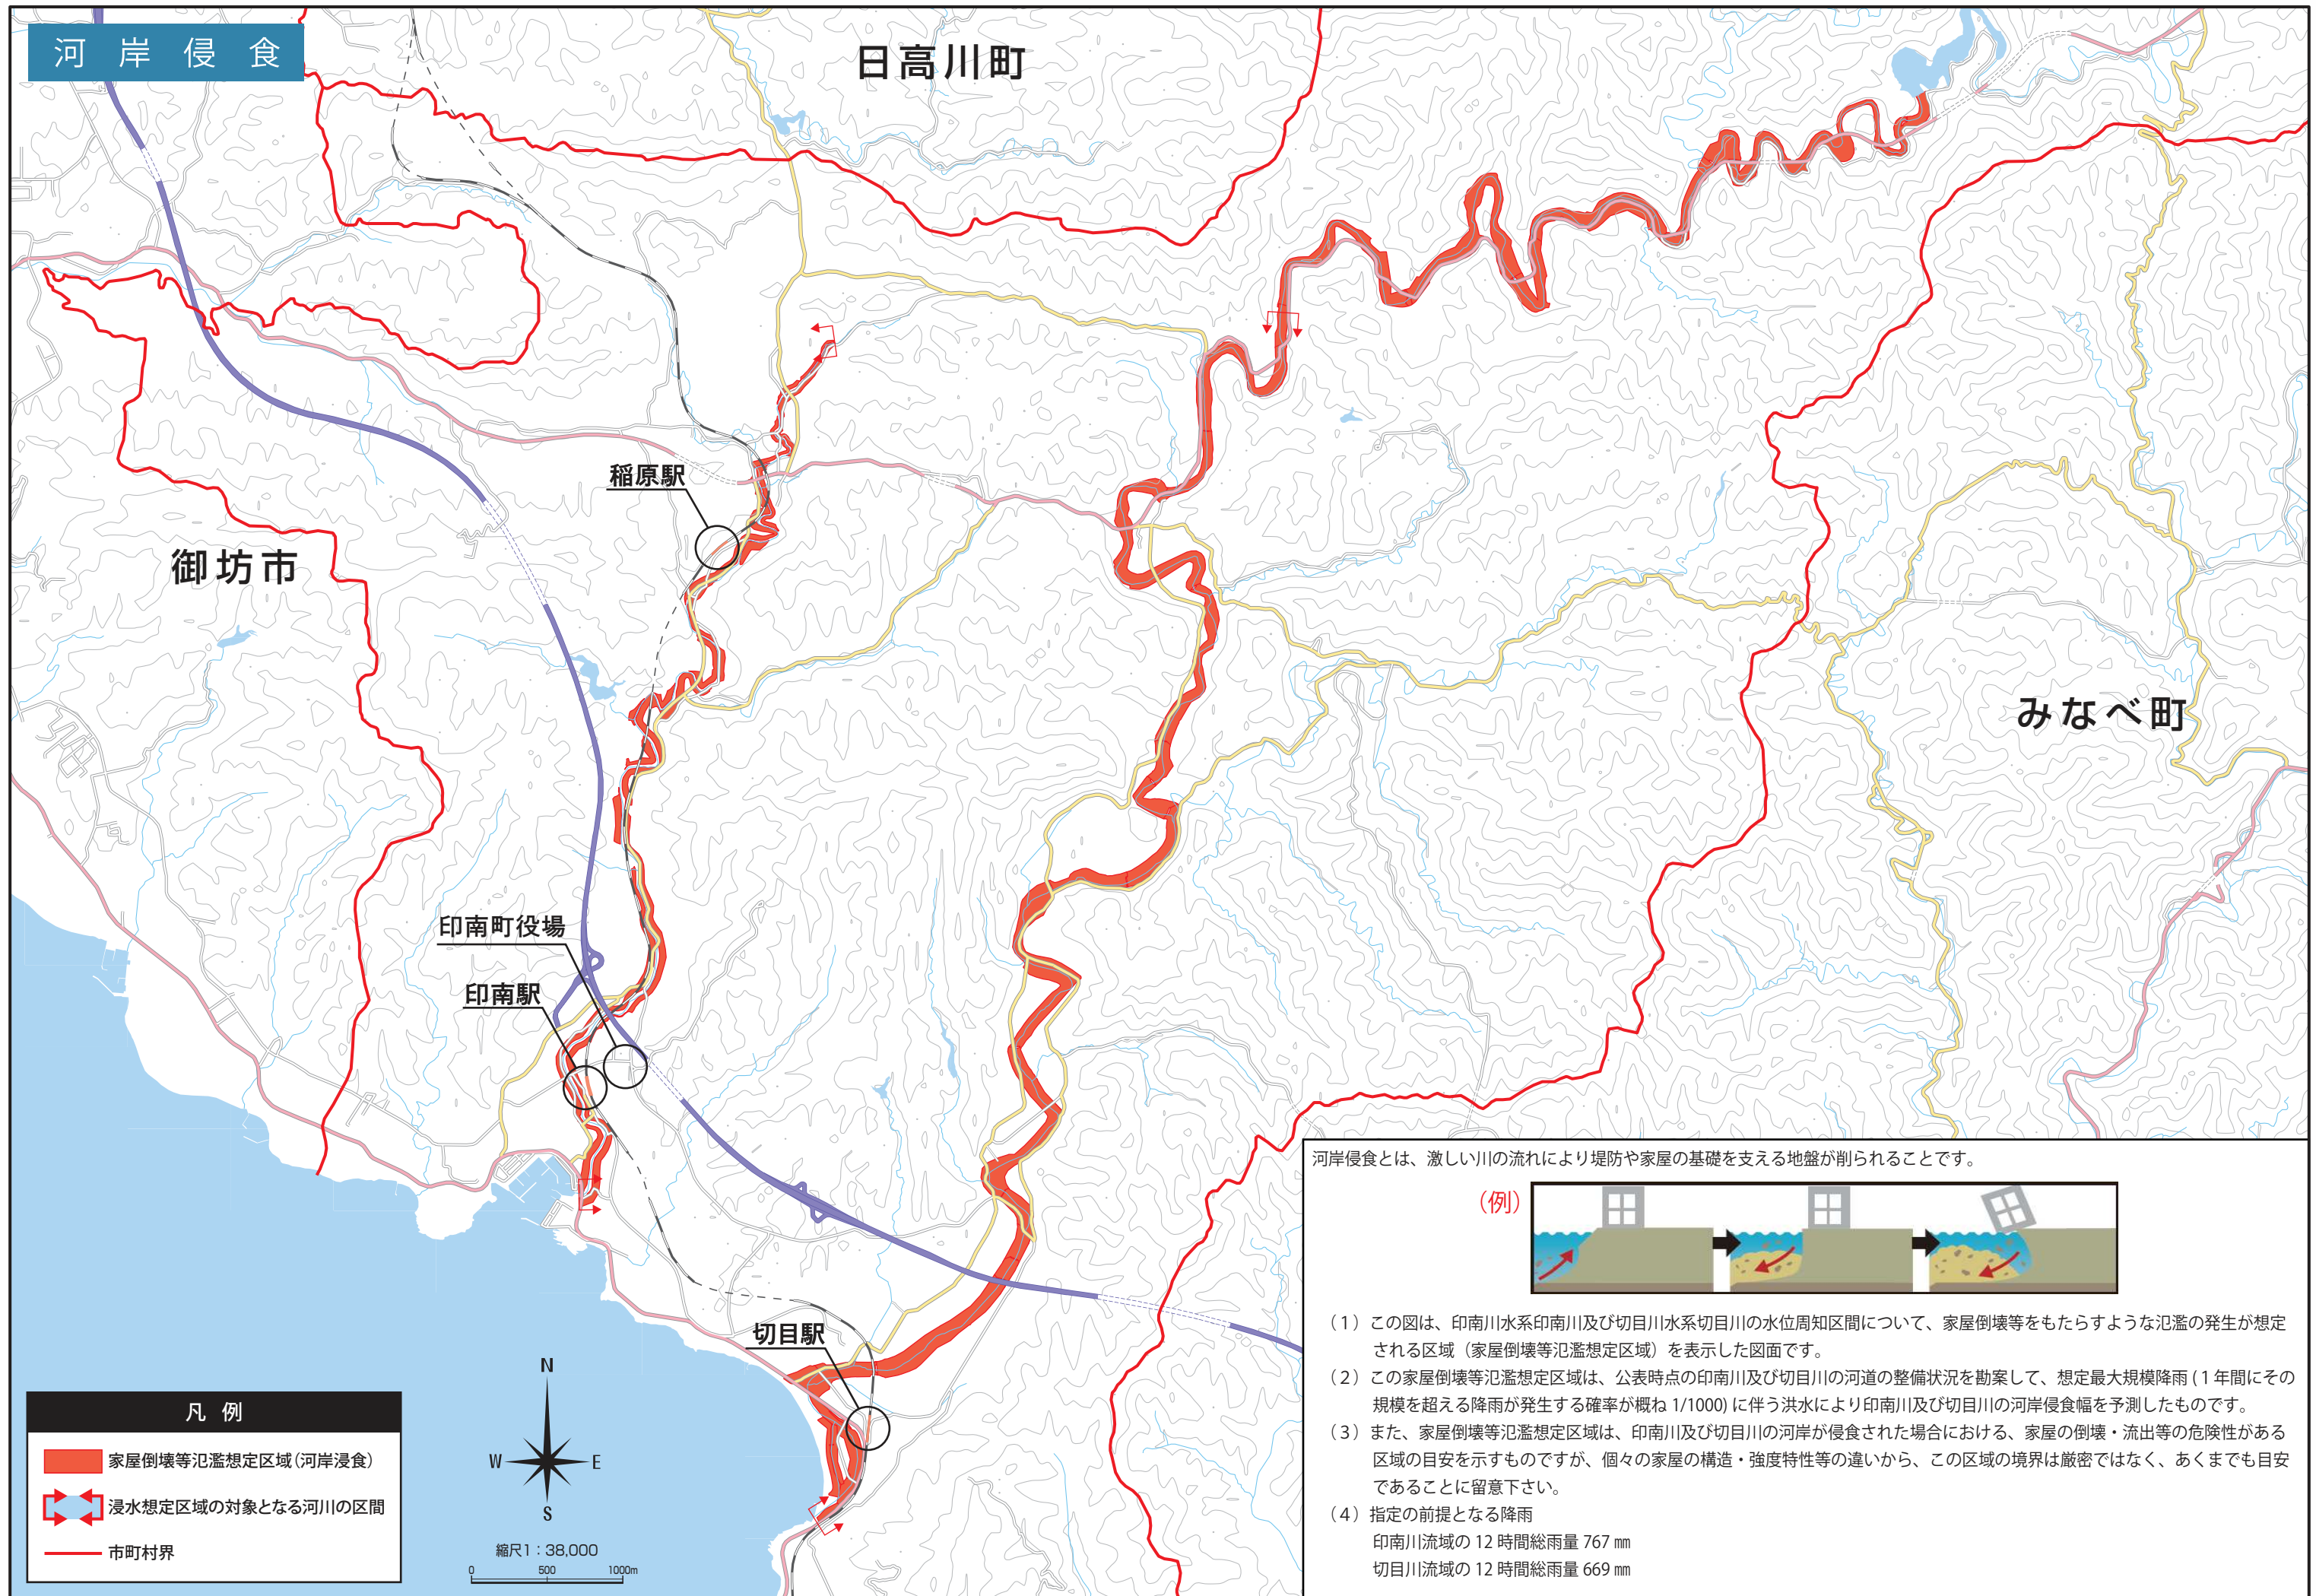 河岸侵食
日高川町
稲原駅
御坊市
みなべ町
印南町役場
印南駅
切目駅
凡 例
家屋倒壊等氾濫想定区域(河岸浸食)
浸水想定区域の対象となる河川の区間
市町村界
N
W
E
S
縮尺1：38,000
0 500 1000m
河岸侵食とは、激しい川の流れにより堤防や家屋の基礎を支える地盤が削られることです。
（例）
（1）この図は、印南川水系印南川及び切目川水系切目川の水位周知区間について、家屋倒壊等をもたらすような氾濫の発生が想定
される区域（家屋倒壊等氾濫想定区域）を表示した図面です。
（2）この家屋倒壊等氾濫想定区域は、公表時点の印南川及び切目川の河道の整備状況を勘案して、想定最大規模降雨 (１年間にその
規模を超える降雨が発生する確率が概ね 1/1000) に伴う洪水により印南川及び切目川の河岸侵食幅を予測したものです。
（3）また、家屋倒壊等氾濫想定区域は、印南川及び切目川の河岸が侵食された場合における、家屋の倒壊・流出等の危険性がある
区域の目安を示すものですが、個々の家屋の構造・強度特性等の違いから、この区域の境界は厳密ではなく、あくまでも目安
であることに留意下さい。
（4）指定の前提となる降雨
印南川流域の 12 時間総雨量 767 ㎜
切目川流域の 12 時間総雨量 669 ㎜